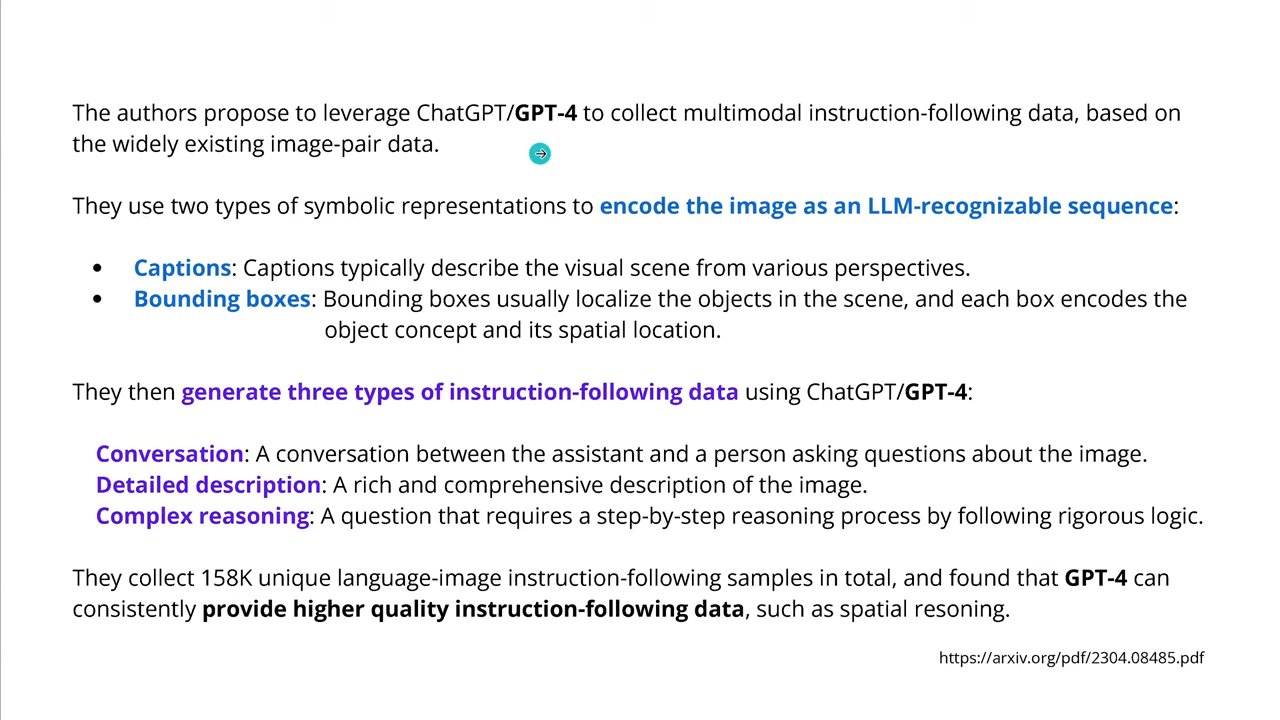 The authors propose to leverage ChatGPT/GPT-4 to collect multimodal instruction-following data, based on
the widely existing image-pair data.
They use two types of symbolic representations to encode the image as an LLM-recognizable sequence:
• Captions: Captions typically describe the visual scene from various perspectives.
• Bounding boxes: Bounding boxes usually localize the objects in the scene, and each box encodes the
object concept and its spatial location.
They then generate three types of instruction-following data using ChatGPT/GPT-4:
Conversation: A conversation between the assistant and a person asking questions about the image.
Detailed description: A rich and comprehensive description of the image.
Complex reasoning: A question that requires a step-by-step reasoning process by following rigorous logic.
They collect 158K unique language-image instruction-following samples in total, and found that GPT-4 can
consistently provide higher quality instruction-following data, such as spatial resoning.
https://arxiv.org/pdf/2304.08485.pdf